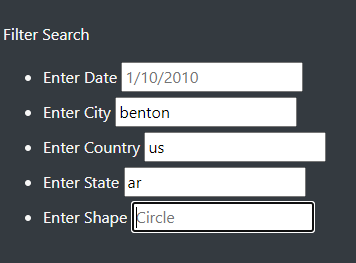 Filter Search
Enter Date 1/10/2010
Enter City benton
Enter Country us
Enter State ar
Enter Shape Circle